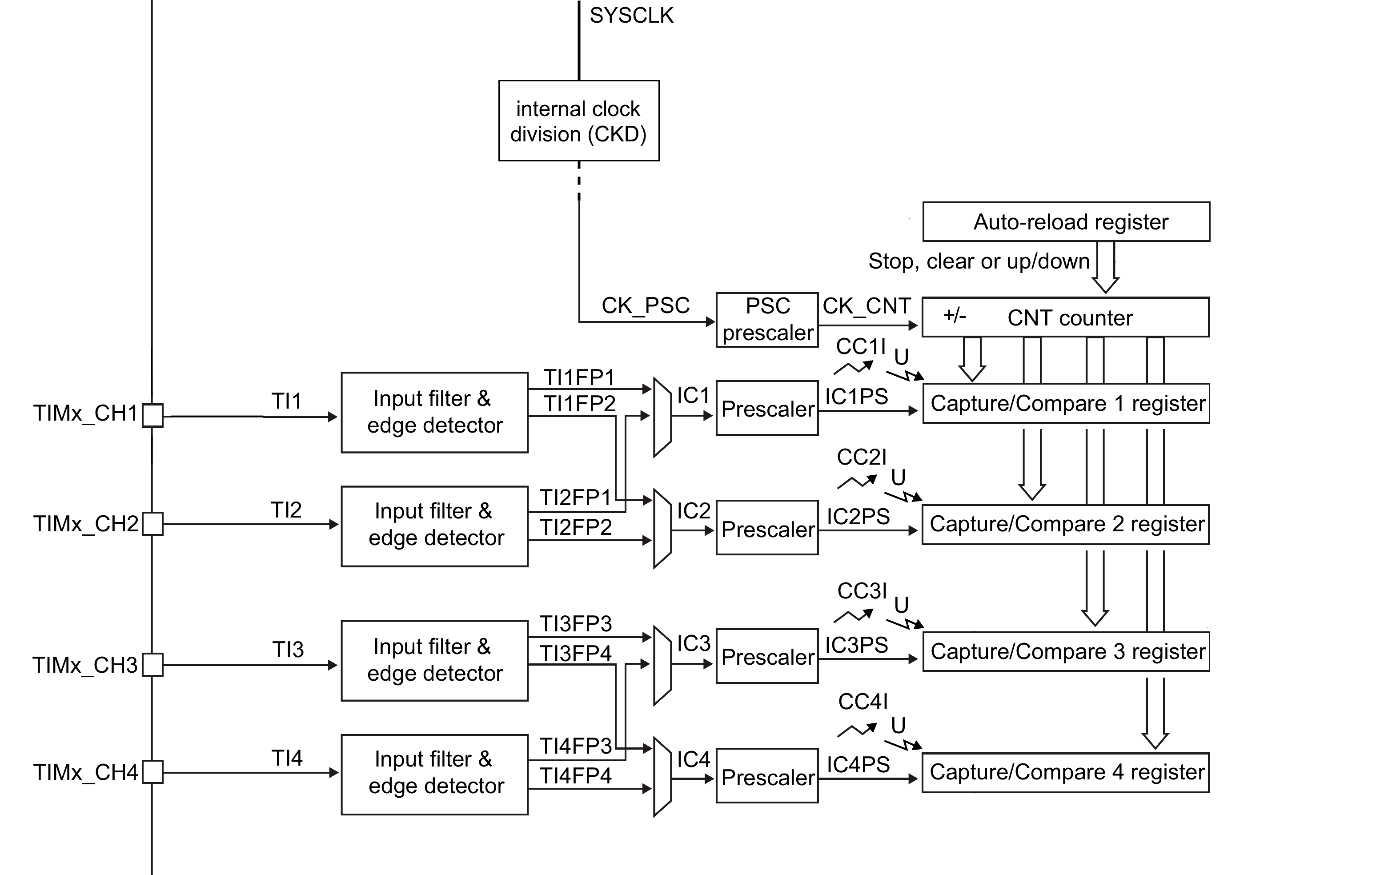 SYSCLK
internal clock
division (CKD)
Auto-reload register
Stop, clear or up/down
CK_PSC
PSC
prescaler
CK_CNT
+/-
CNT counter
CC1I
U
TIMx_CH1
TI1
Input filter &
edge detector
TI1FP1
TI1FP2
IC1
Prescaler
IC1PS
Capture/Compare 1 register
CC2I
U
TIMx_CH2
TI2
Input filter &
edge detector
TI2FP1
TI2FP2
IC2
Prescaler
IC2PS
Capture/Compare 2 register
CC3I
U
TIMx_CH3
TI3
Input filter &
edge detector
TI3FP3
TI3FP4
IC3
Prescaler
IC3PS
Capture/Compare 3 register
CC4I
U
TIMx_CH4
TI4
Input filter &
edge detector
TI4FP3
TI4FP4
IC4
Prescaler
IC4PS
Capture/Compare 4 register